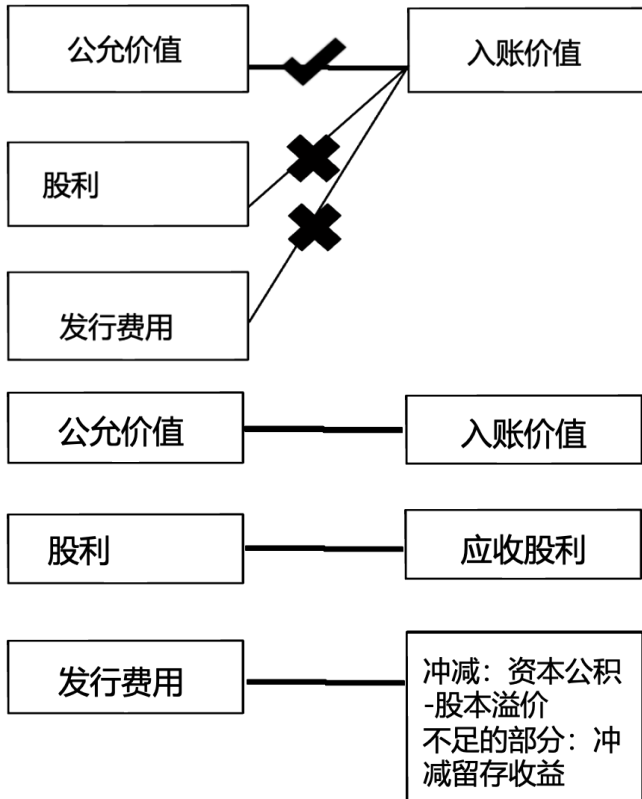 公允价值
入账价值
股利
发行费用
公允价值
入账价值
股利
应收股利
发行费用
冲减：资本公积
-股本溢价
不足的部分：冲
减留存收益